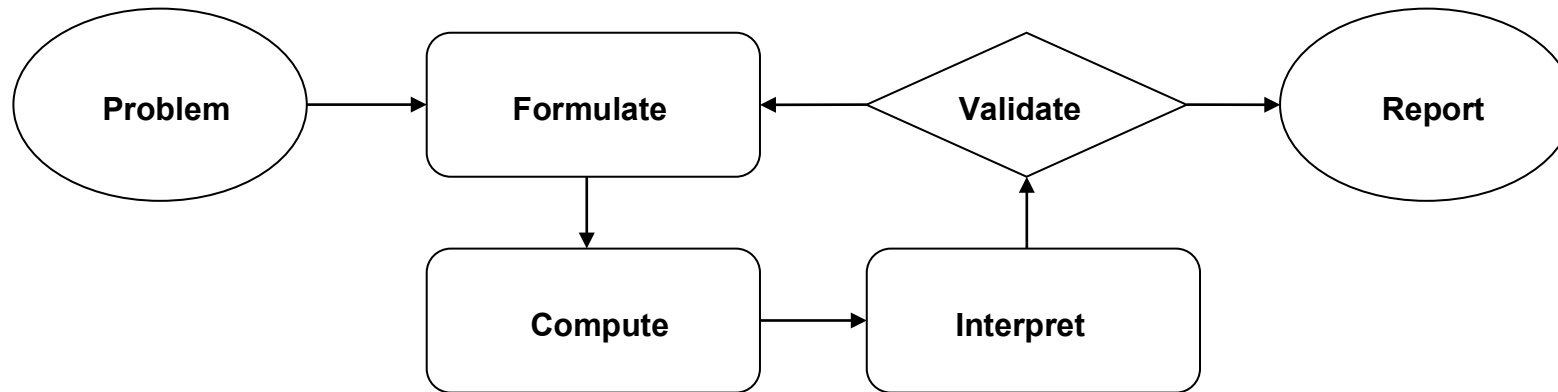 Problem
Formulate
Validate
Report
Compute
Interpret